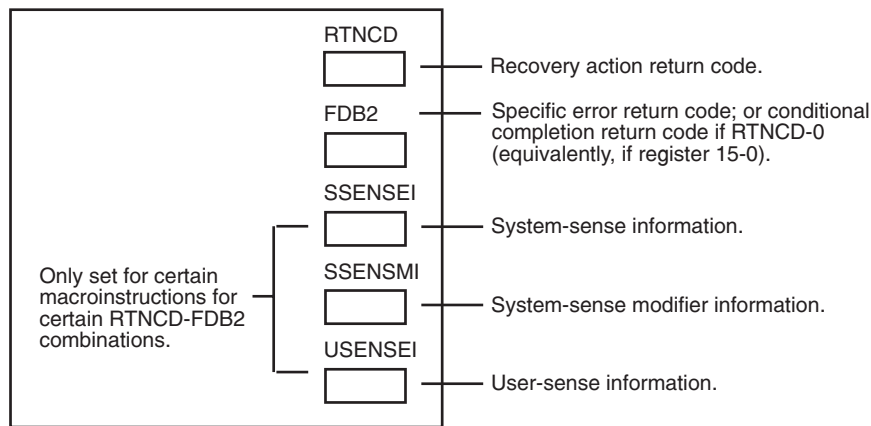 RTNCD
Recovery action return code.
FDB2
Specific error return code; or conditional
completion return code if RTNCD-0
(equivalently, if register 15-0).
SSENSEI
System-sense information.
Only set for certain
macroinstructions for
certain RTNCD-FDB2
combinations.
SSENSMI
System-sense modifier information.
USENSEI
User-sense information.